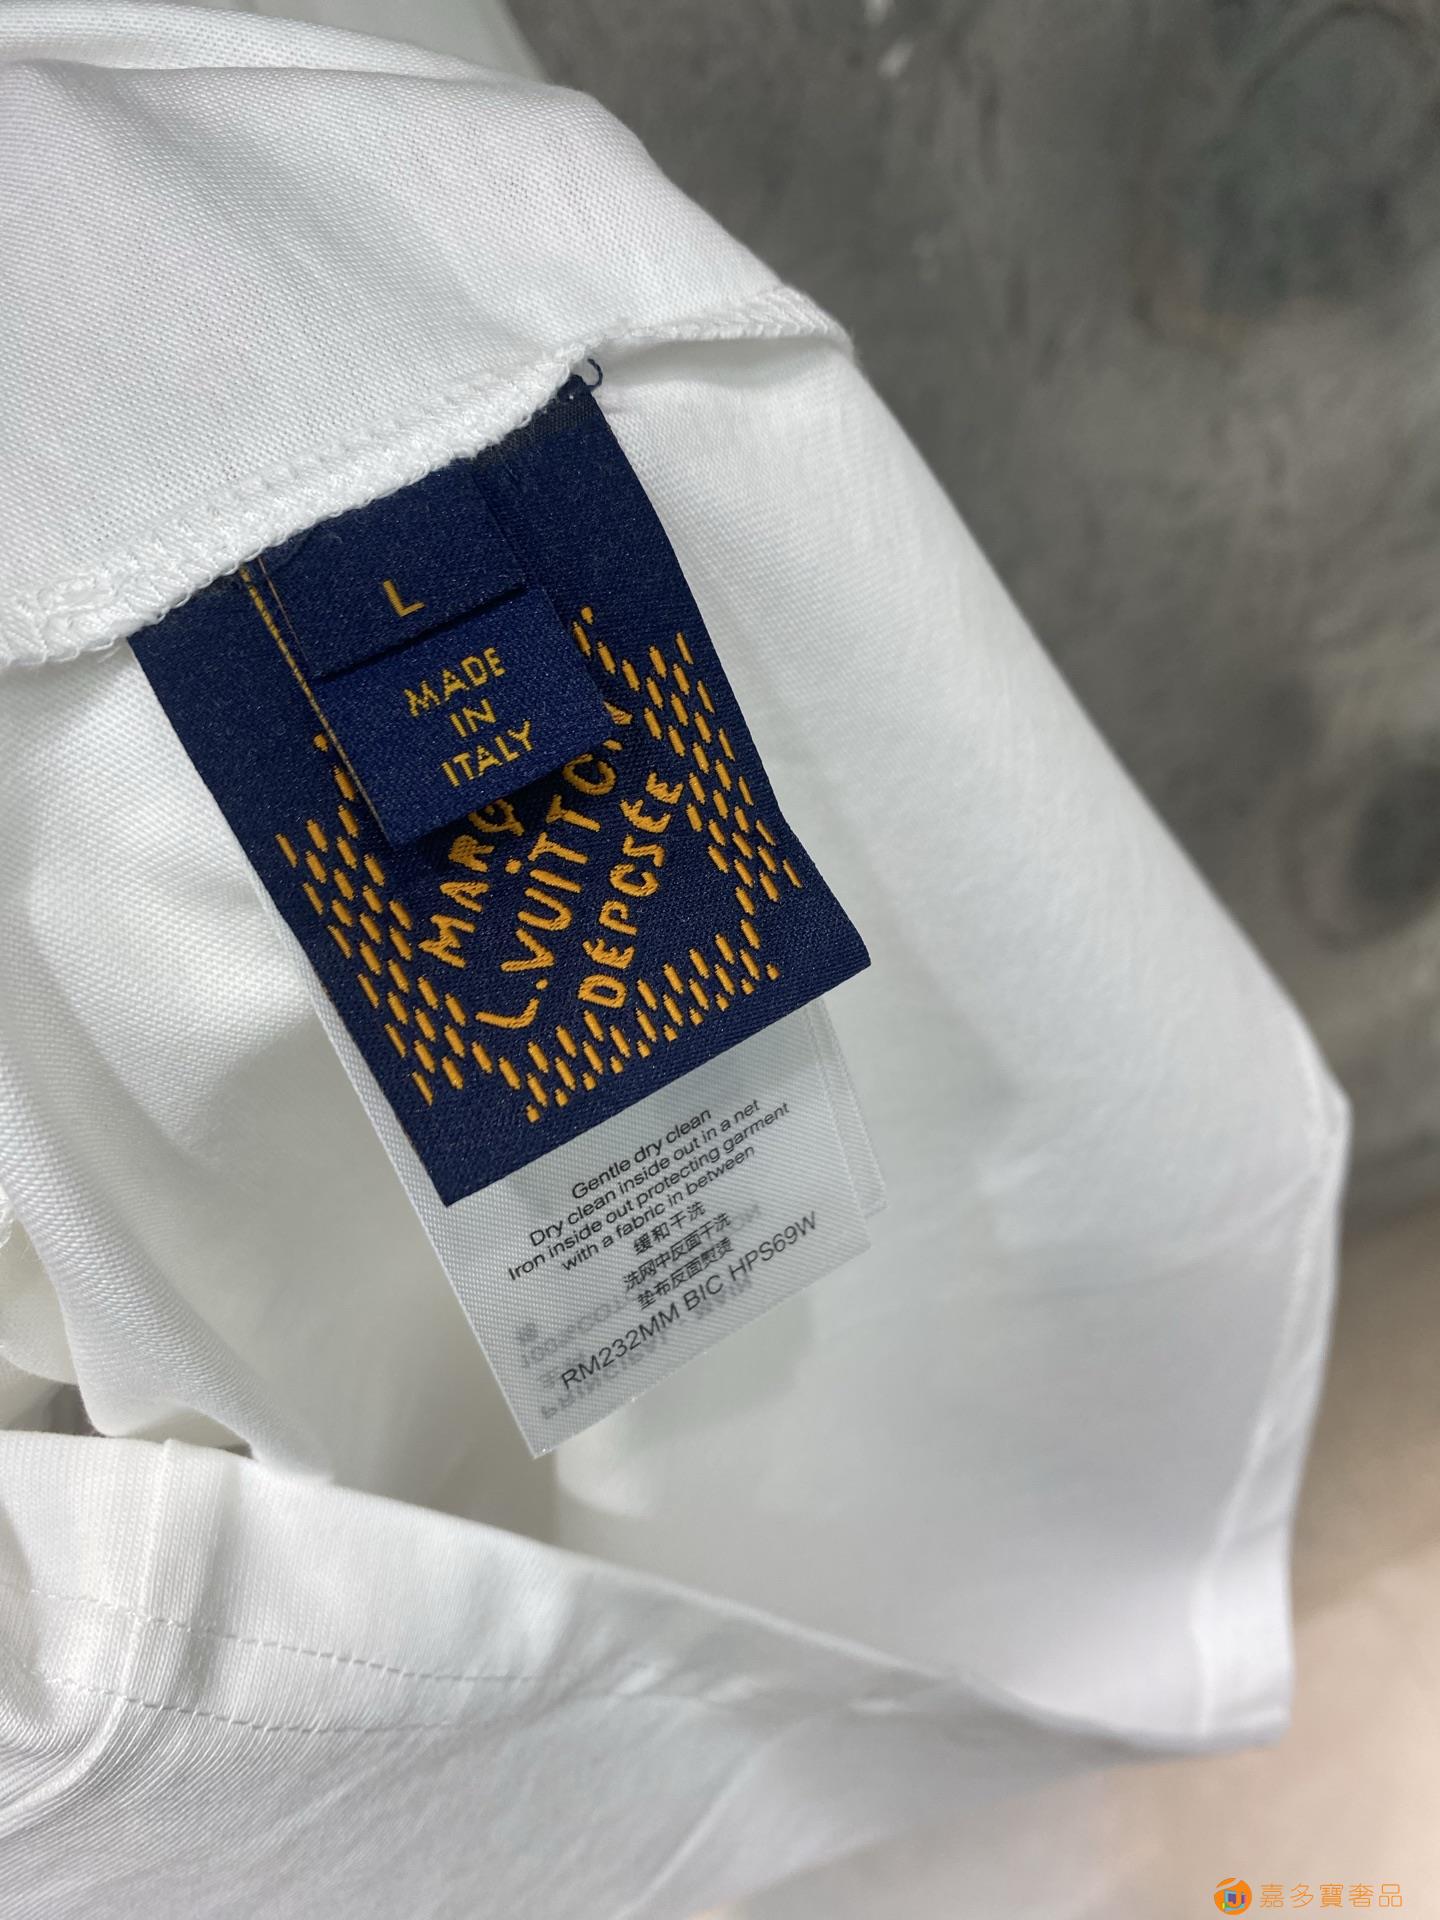 L
MADE
IN
ITALY
L.VUITTO
DEPOSEE
Gentle dry clean
Dry clean inside out in a net
Iron inside out protecting garment
with a fabric in between
缓和干洗
洗网中反面干洗
垫布反面熨烫
RM232MM BIC HPS69W
嘉多寶奢品